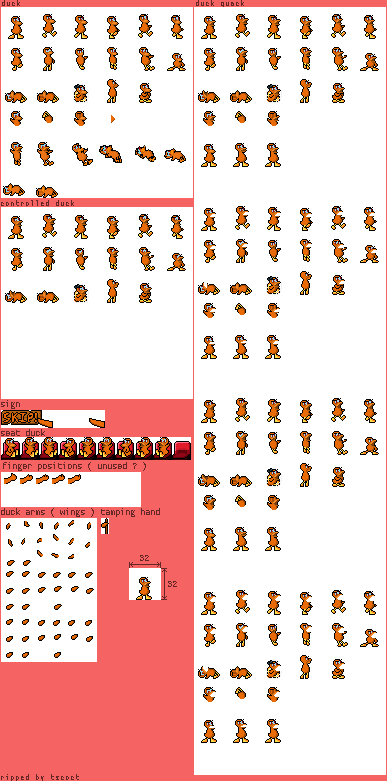 duck
duck quack
controlled duck
sign
SKIP!
seat duck
finger positions ( unused ? )
duck arms ( wings )
tamping hand
32
32
ripped by tscpot